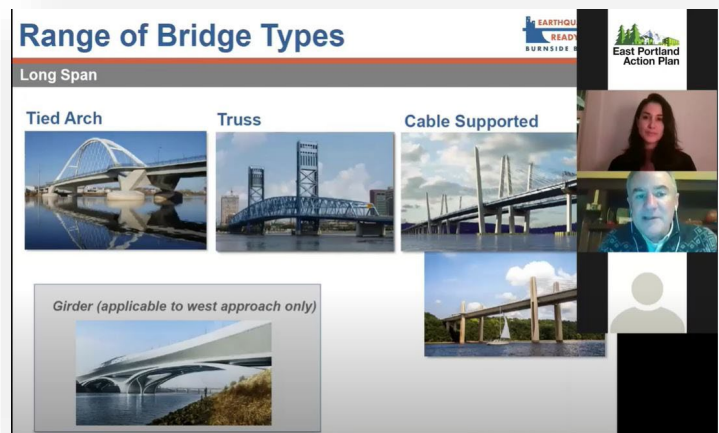 Range of Bridge Types
EARTHQU
READY
BURNSIDE B
East Portland
Action Plan
Long Span
Tied Arch
Truss
Cable Supported
Girder (applicable to west approach only)